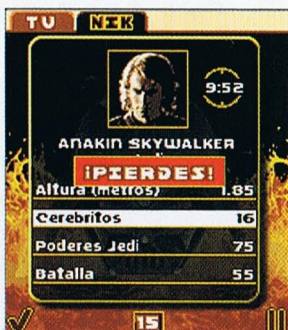 TU NIK
9:52
ANAKIN SKYWALKER
¡PIERDES!
Altura (metros) 1.85
Cerebritos 16
Poderes Jedi 75
Batalla 55
15